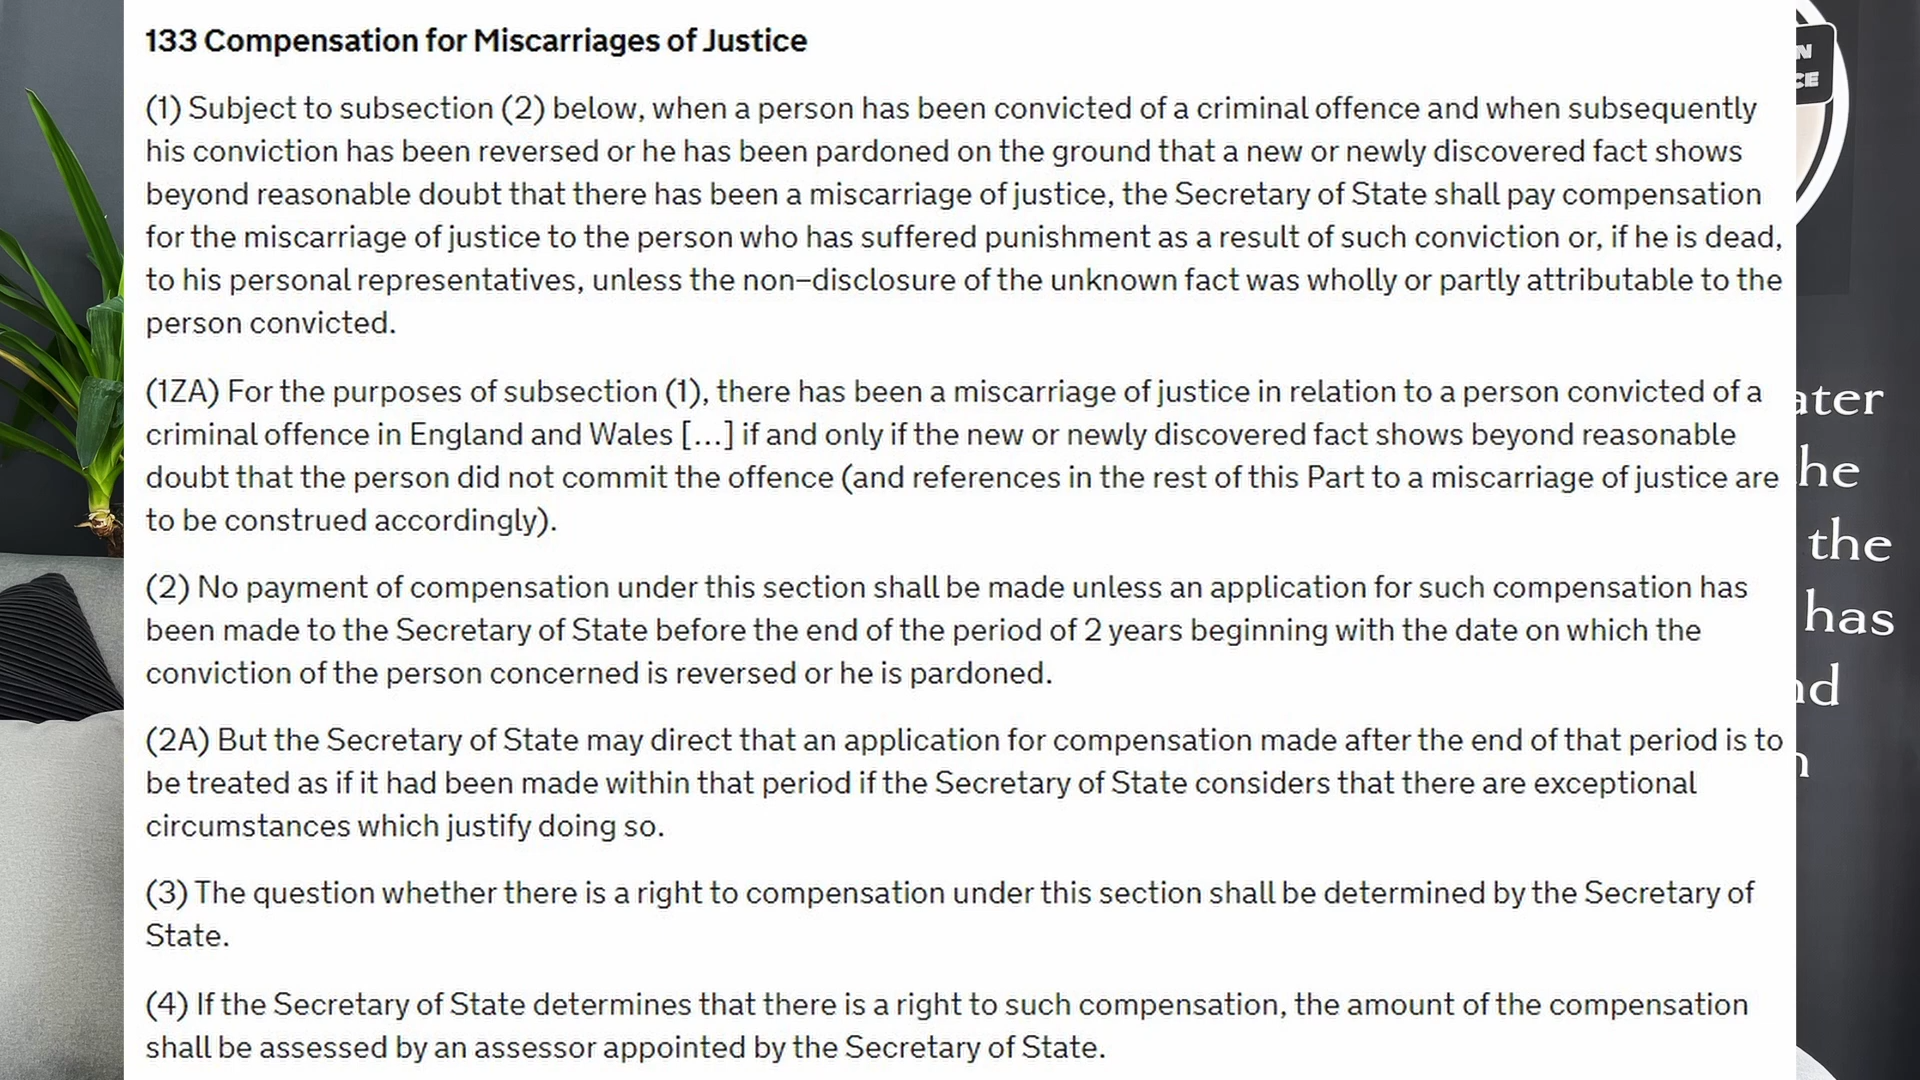 133 Compensation for Miscarriages of Justice
(1) Subject to subsection (2) below, when a person has been convicted of a criminal offence and when subsequently
his conviction has been reversed or he has been pardoned on the ground that a new or newly discovered fact shows
beyond reasonable doubt that there has been a miscarriage of justice, the Secretary of State shall pay compensation
for the miscarriage of justice to the person who has suffered punishment as a result of such conviction or, if he is dead,
to his personal representatives, unless the non–disclosure of the unknown fact was wholly or partly attributable to the
person convicted.
(1ZA) For the purposes of subsection (1), there has been a miscarriage of justice in relation to a person convicted of a
criminal offence in England and Wales [...] if and only if the new or newly discovered fact shows beyond reasonable
doubt that the person did not commit the offence (and references in the rest of this Part to a miscarriage of justice are
to be construed accordingly).
(2) No payment of compensation under this section shall be made unless an application for such compensation has
been made to the Secretary of State before the end of the period of 2 years beginning with the date on which the
conviction of the person concerned is reversed or he is pardoned.
(2A) But the Secretary of State may direct that an application for compensation made after the end of that period is to
be treated as if it had been made within that period if the Secretary of State considers that there are exceptional
circumstances which justify doing so.
(3) The question whether there is a right to compensation under this section shall be determined by the Secretary of
State.
(4) If the Secretary of State determines that there is a right to such compensation, the amount of the compensation
shall be assessed by an assessor appointed by the Secretary of State.
the
has